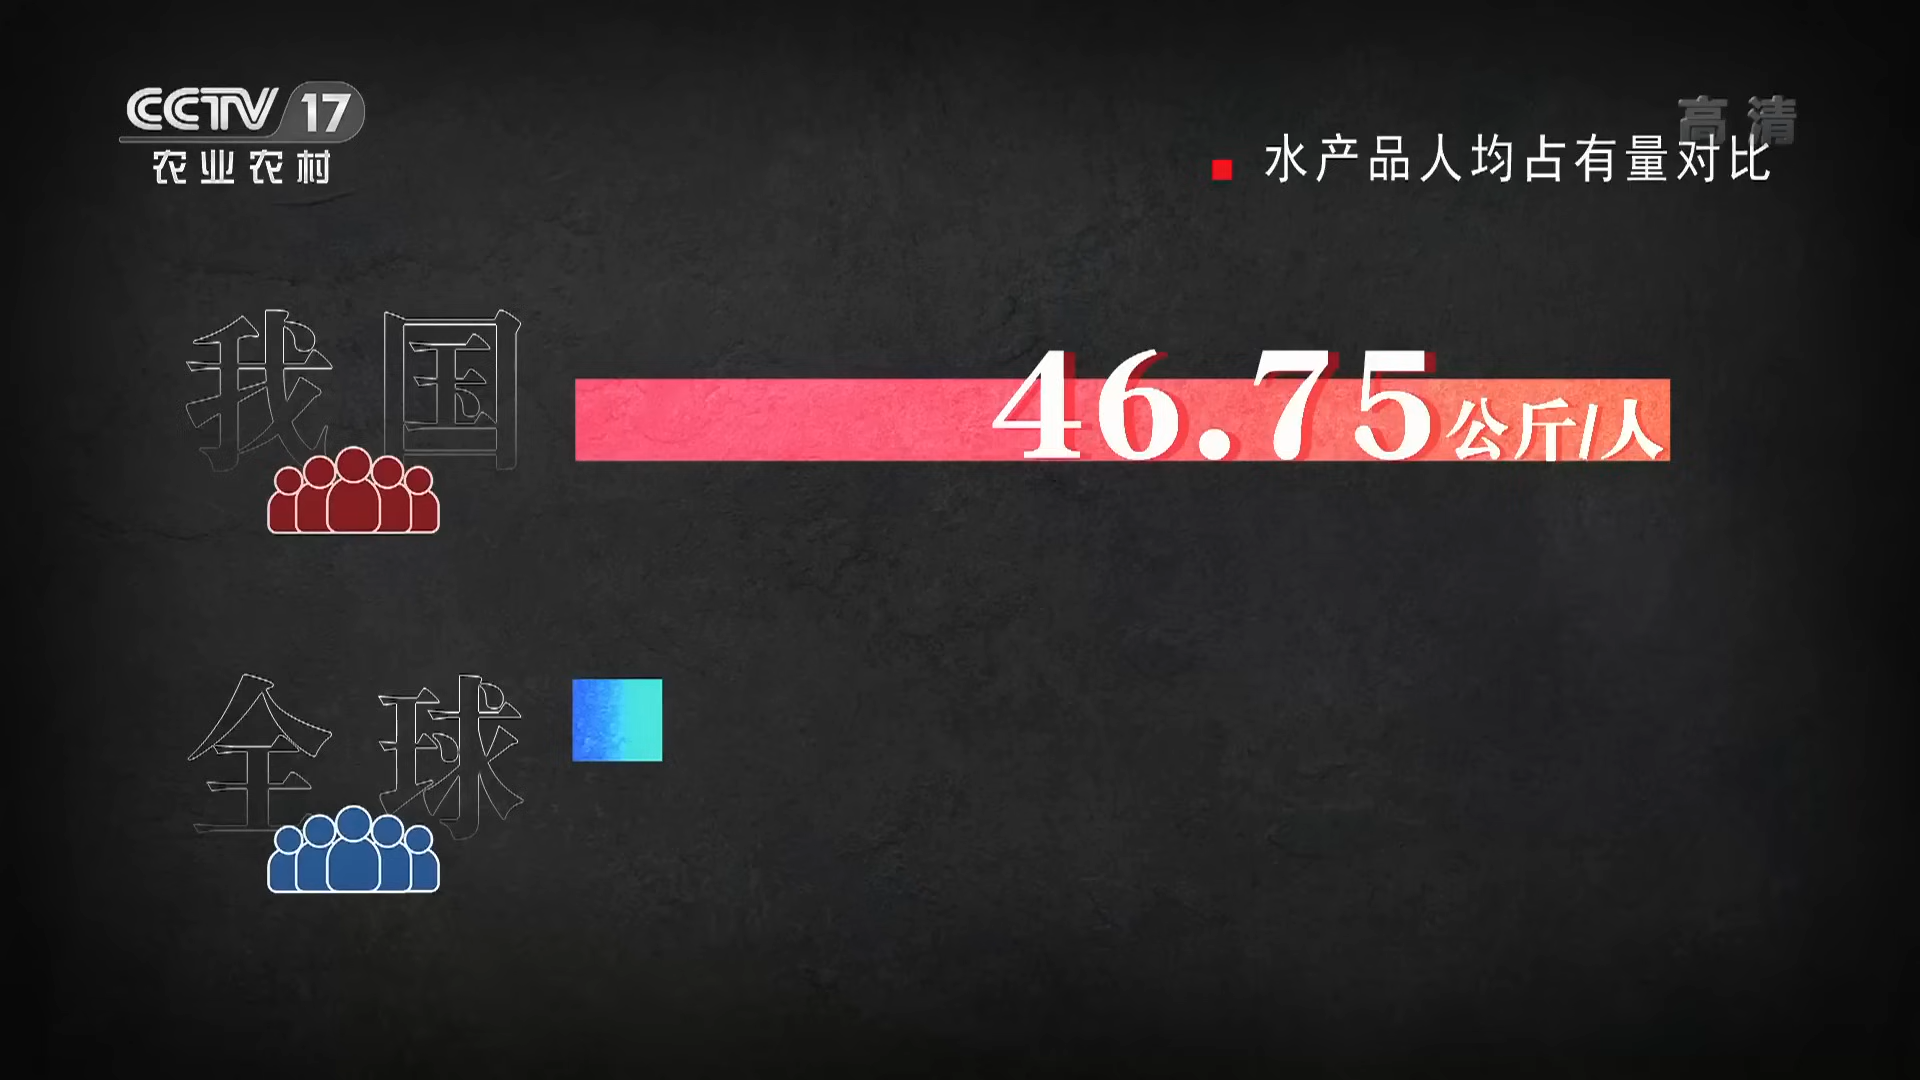 CCTV 17
农业农村
高清
水产品人均占有量对比
我国
46.75公斤/人
全球